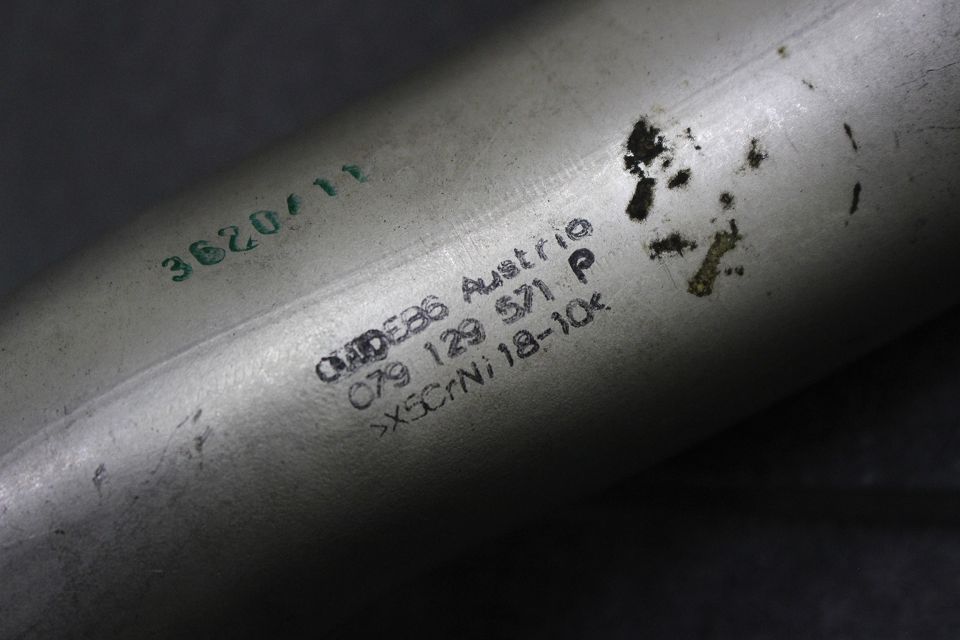 3620/11
Austria
079 129 571 P
>X5CrNi18-10<